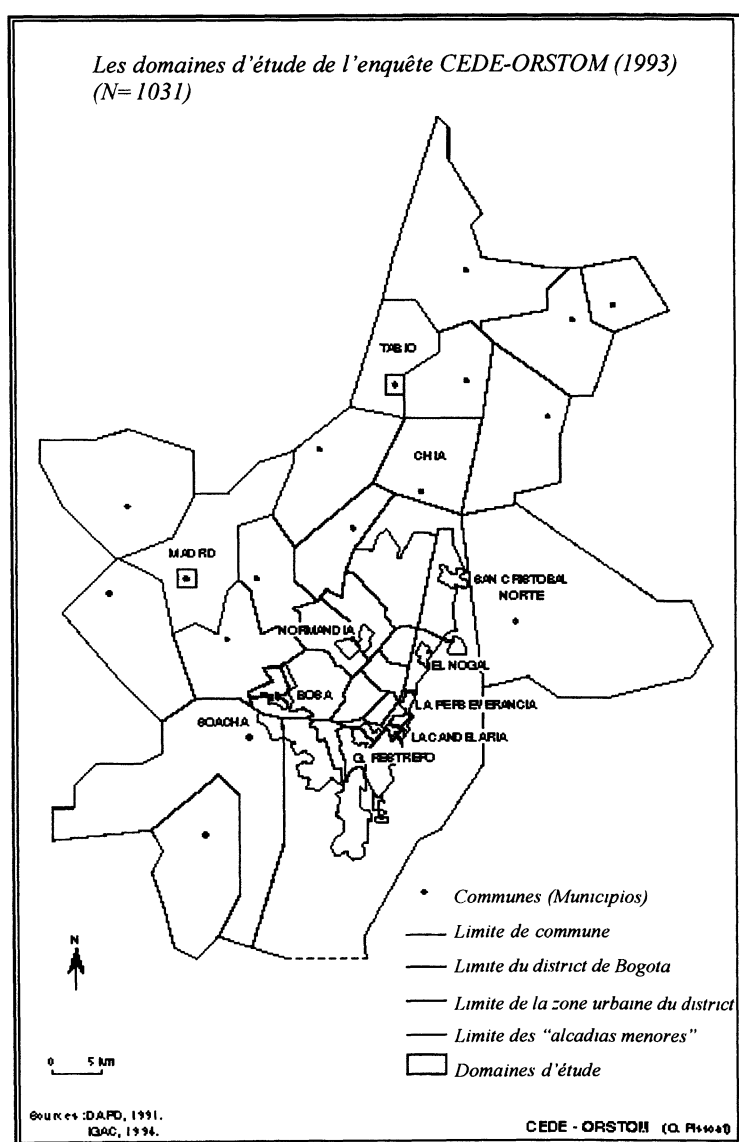 Les domaines d'étude de l'enquête CEDE-ORSTOM (1993)
(N=1031)
TABIO
CHIA
MADRID
SAN CRISTOBAL
NORTE
NORMANDIA
EL NOGAL
BOSA
LA PERSEVERANCIA
SOACHA
LA CANDELARIA
G. RESTREPO
Communes (Municipios)
Limite de commune
N
Limite du district de Bogota
Limite de la zone urbaine du district
Limite des "alcadias menores"
0 5 km
Domaines d'étude
Sources :DAPD, 1991.
IGAC, 1994.
CEDE - ORSTOM (O. Pissoat)